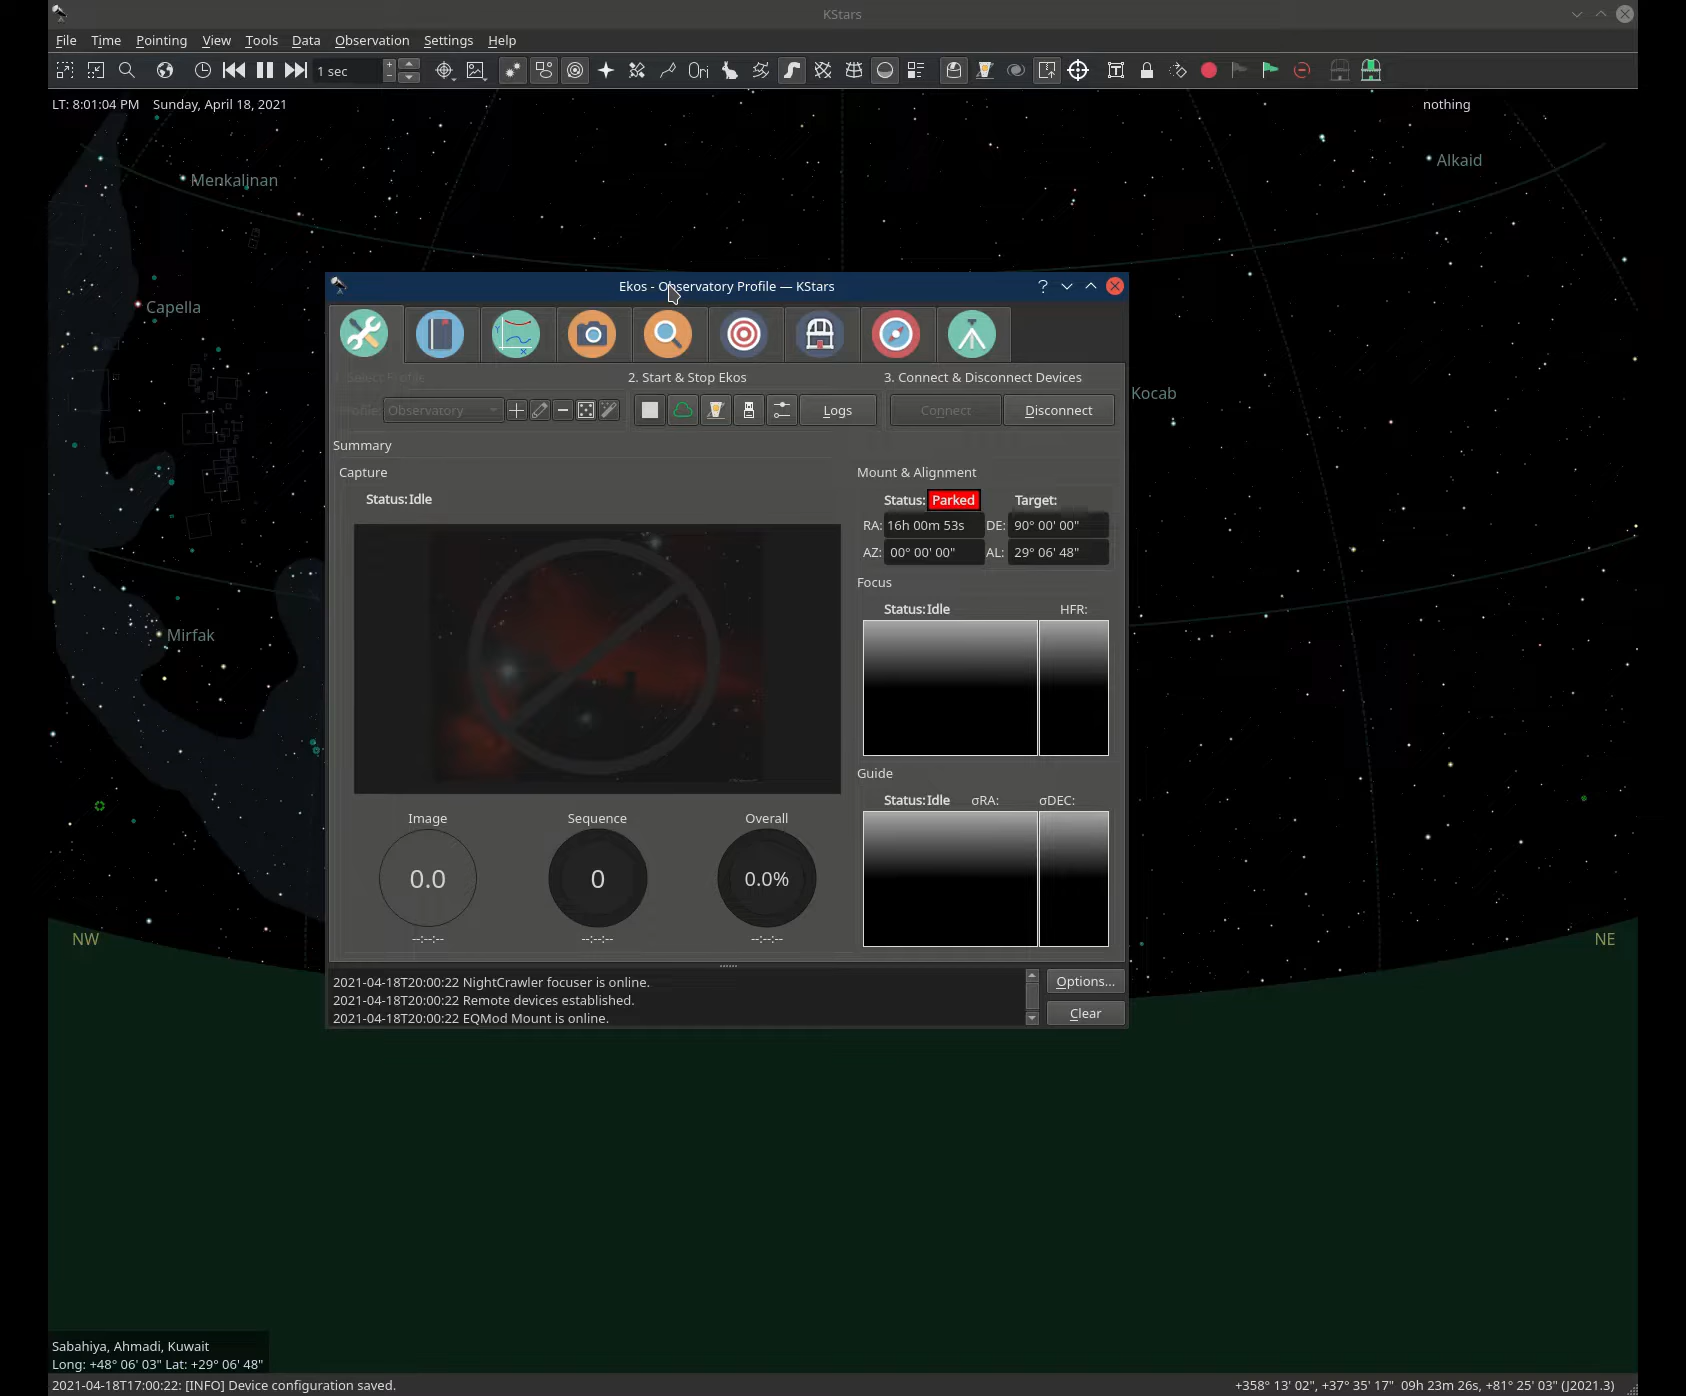 KStars
File Time Pointing View Tools Data Observation Settings Help
1 sec Ori
LT: 8:01:04 PM Sunday, April 18, 2021
nothing
Menkalinan
Alkaid
Capella
Kocab
Mirfak
NW
NE
Ekos - Observatory Profile — KStars
1. Select Profile
2. Start & Stop Ekos
3. Connect & Disconnect Devices
Profile: Observatory Logs Connect Disconnect
Summary
Capture
Status: Idle
Mount & Alignment
Status: Parked Target:
RA: 16h 00m 53s DE: 90° 00' 00"
AZ: 00° 00' 00" AL: 29° 06' 48"
Focus
Status: Idle HFR:
Guide
Status: Idle σRA: σDEC:
Image Sequence Overall
0.0 0 0.0%
--:--:-- --:--:-- --:--:--
2021-04-18T20:00:22 NightCrawler focuser is online.
2021-04-18T20:00:22 Remote devices established.
2021-04-18T20:00:22 EQMod Mount is online.
Options...
Clear
Sabahiya, Ahmadi, Kuwait
Long: +48° 06' 03" Lat: +29° 06' 48"
2021-04-18T17:00:22: [INFO] Device configuration saved.
+358° 13' 02", +37° 35' 17" 09h 23m 26s, +81° 25' 03" (J2021.3)